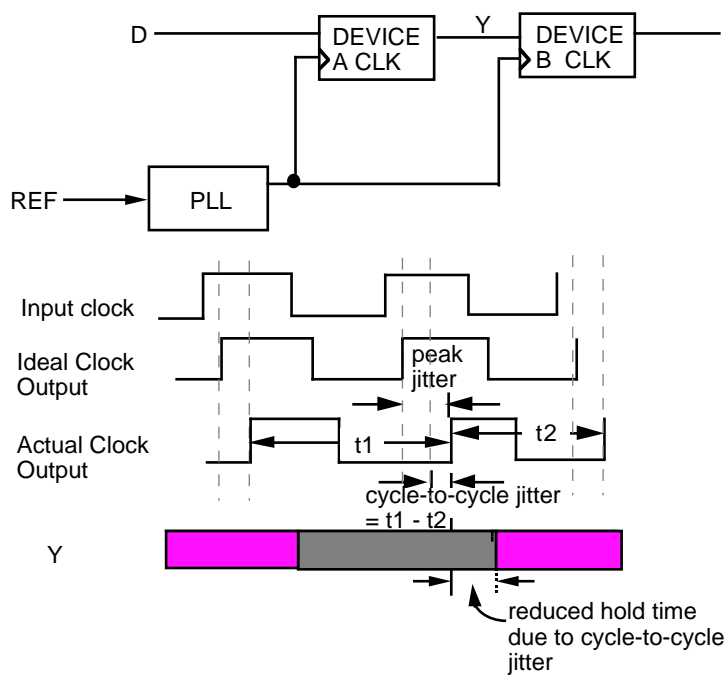 D
DEVICE
A CLK
Y
DEVICE
B CLK
REF
PLL
Input clock
Ideal Clock
Output
peak
jitter
Actual Clock
Output
t1
t2
cycle-to-cycle jitter
= t1 - t2
Y
reduced hold time
due to cycle-to-cycle
jitter